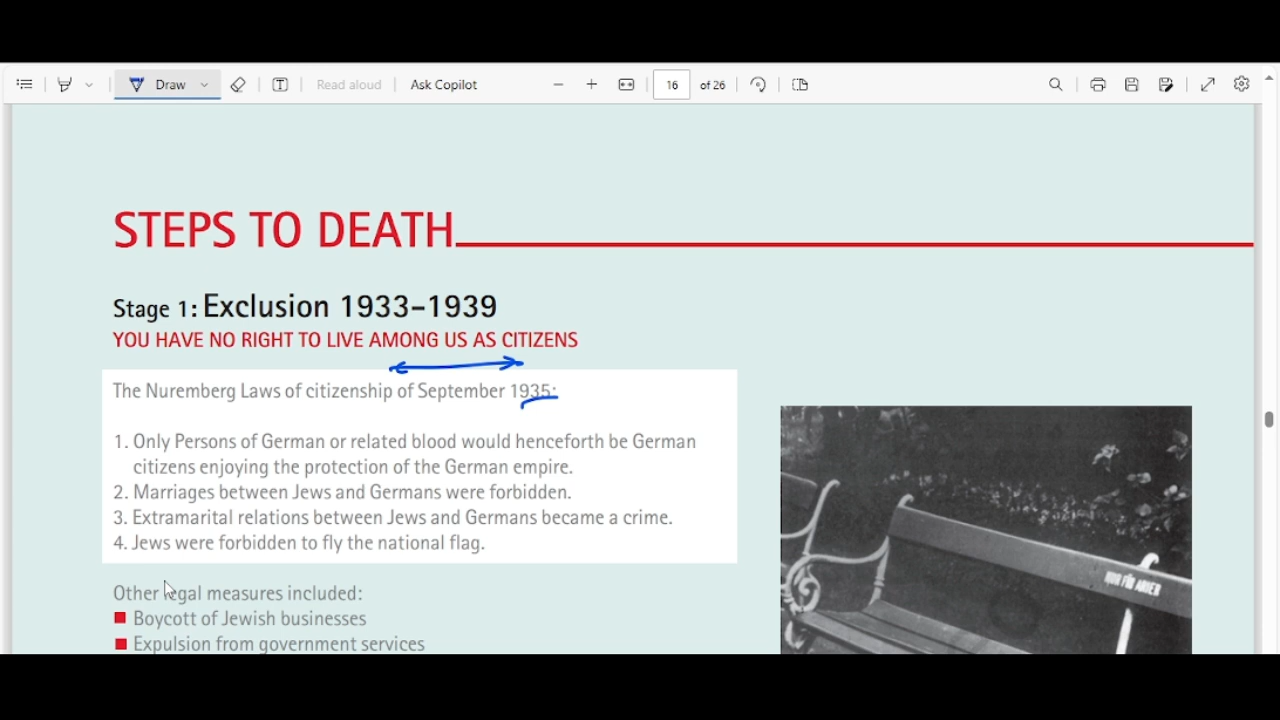 Draw
Read aloud
Ask Copilot
16
of 26
STEPS TO DEATH
Stage 1: Exclusion 1933-1939
YOU HAVE NO RIGHT TO LIVE AMONG US AS CITIZENS
The Nuremberg Laws of citizenship of September 1935:
1. Only Persons of German or related blood would henceforth be German
citizens enjoying the protection of the German empire.
2. Marriages between Jews and Germans were forbidden.
3. Extramarital relations between Jews and Germans became a crime.
4. Jews were forbidden to fly the national flag.
Other legal measures included:
Boycott of Jewish businesses
Expulsion from government services
NUR FÜR ARIER